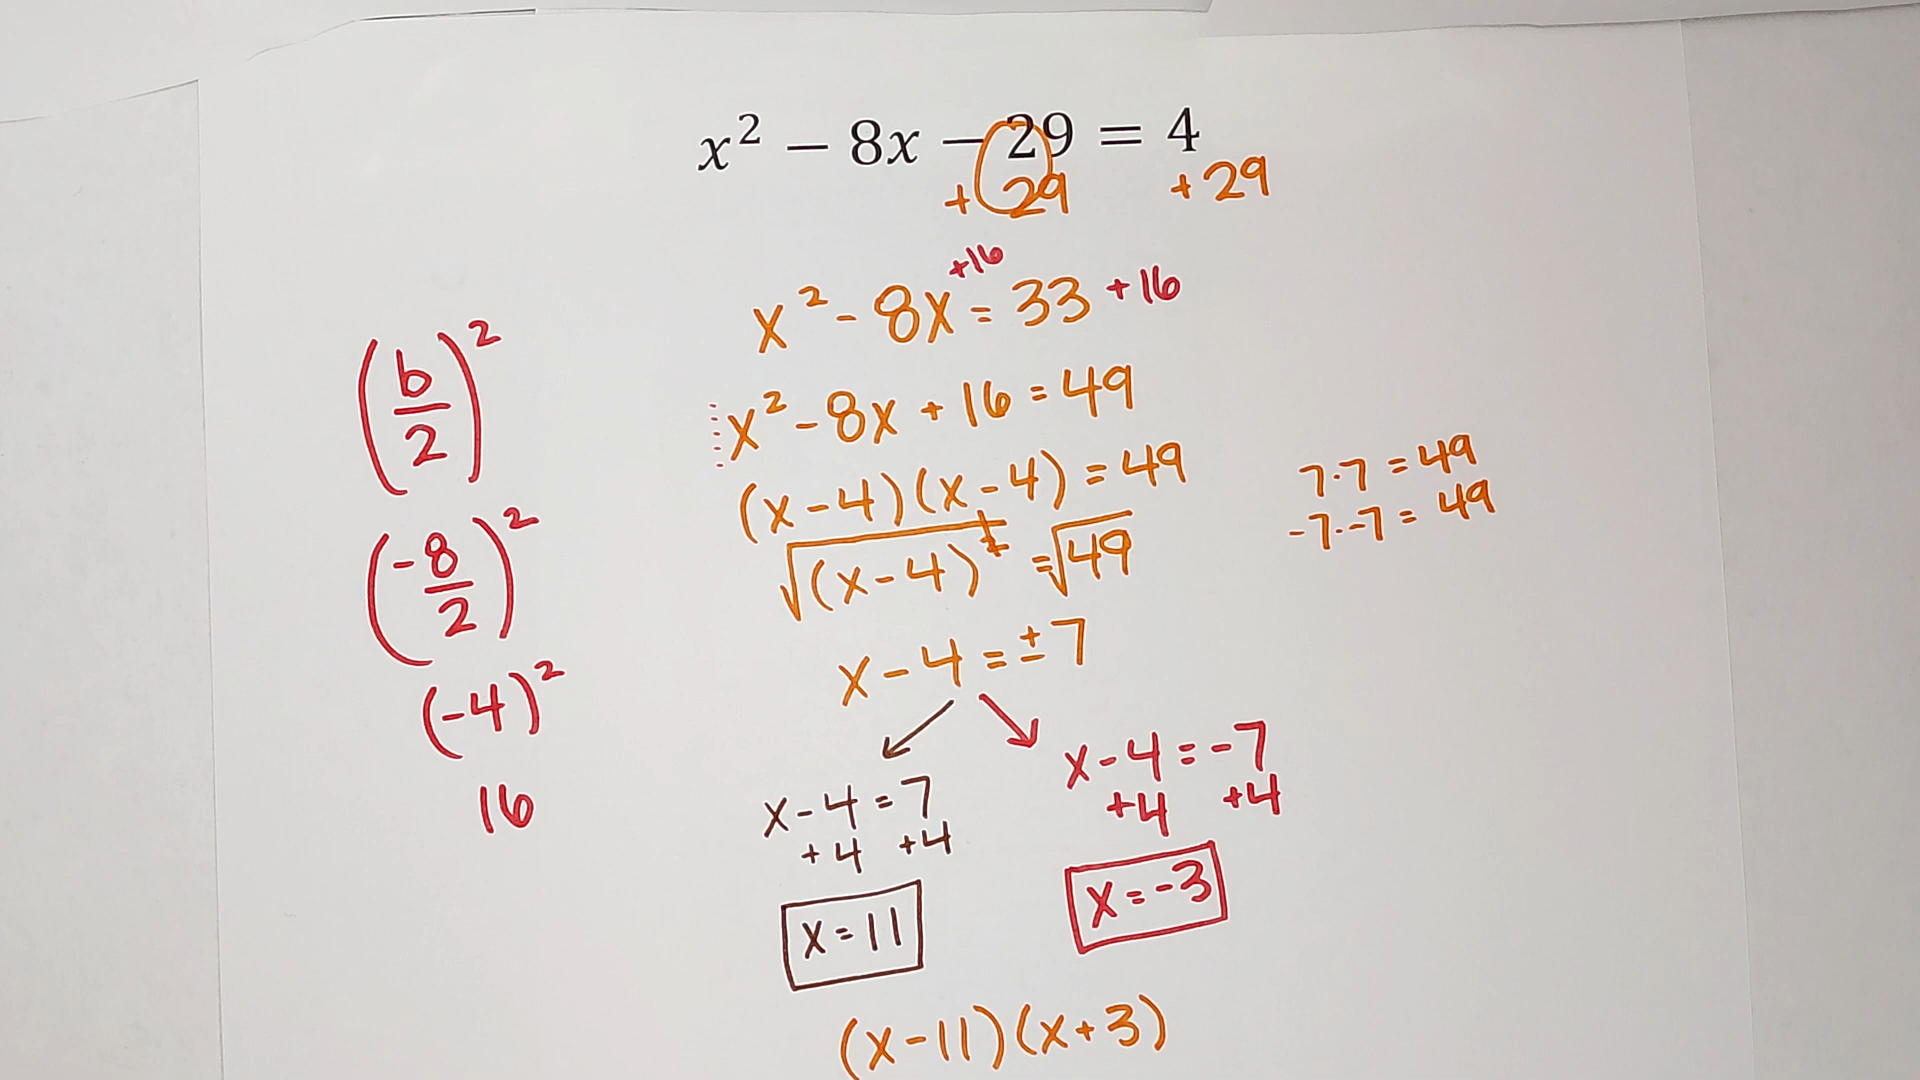 x² − 8x − 29 = 4
+ 29 + 29
+16
x² - 8x = 33 + 16
x² - 8x + 16 = 49
(x - 4)(x - 4) = 49
√(x - 4)² = √49
x - 4 = ± 7
x - 4 = 7
+ 4 + 4
x = 11
x - 4 = - 7
+4 +4
x = - 3
(x - 11)(x + 3)
(b/2)²
(-8/2)²
(-4)²
16
7 · 7 = 49
-7 · -7 = 49